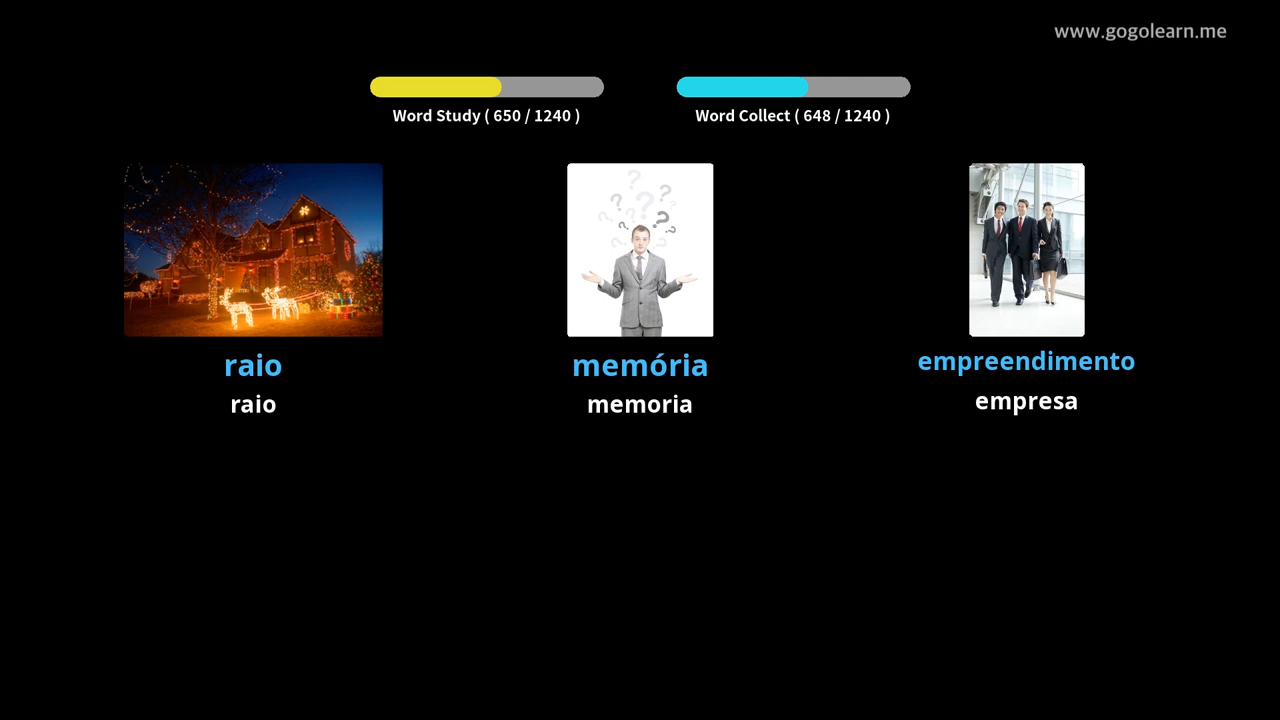 www.gogolearn.me
Word Study ( 650 / 1240 )
Word Collect ( 648 / 1240 )
raio
raio
memória
memoria
empreendimento
empresa